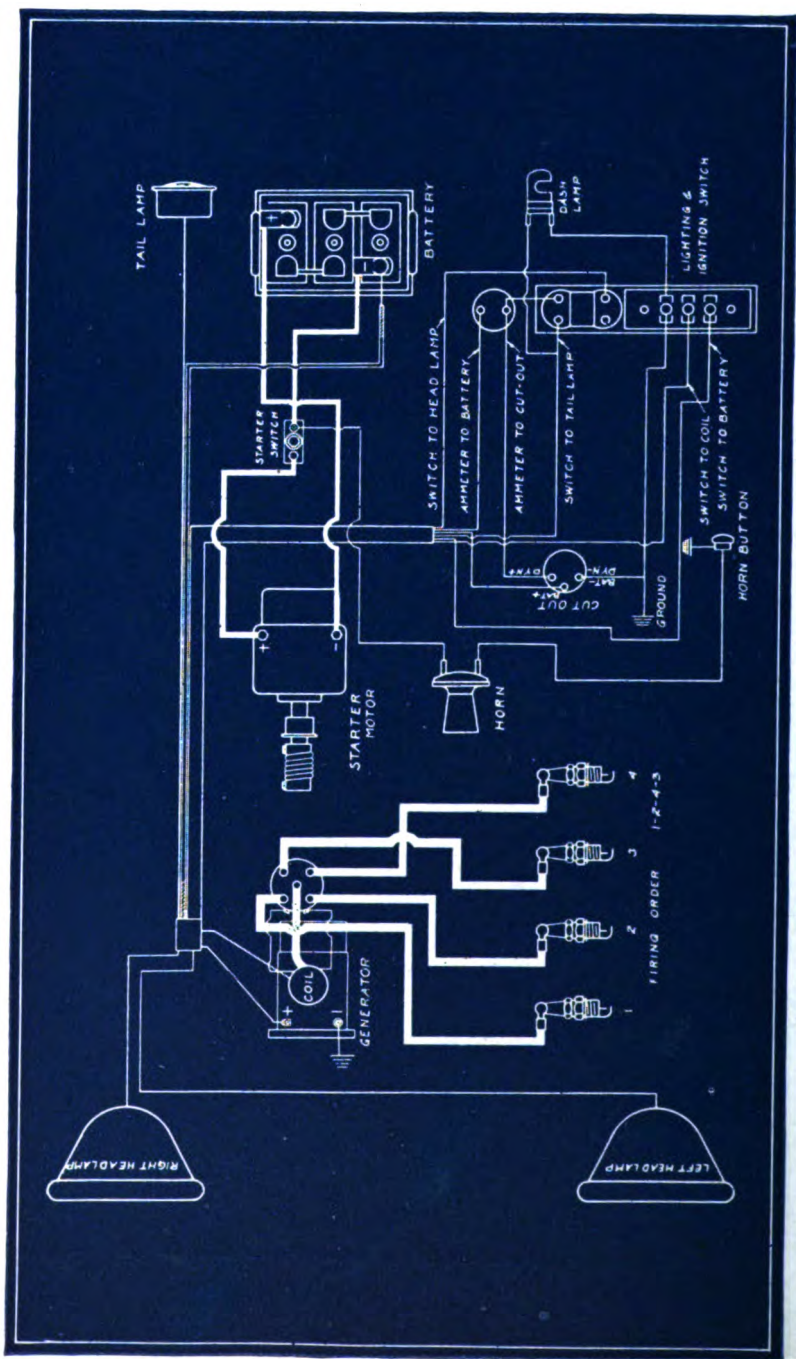 TAIL LAMP
+
-
BATTERY
DASH
LAMP
LIGHTING &
IGNITION SWITCH
STARTER
SWITCH
SWITCH TO HEAD LAMP
AMMETER TO BATTERY
AMMETER TO CUT-OUT
SWITCH TO TAIL LAMP
SWITCH TO COIL
SWITCH TO BATTERY
HORN BUTTON
+
-
STARTER
MOTOR
DYN+
DYN-
BAT+
BAT-
CUT OUT
GROUND
HORN
COIL
+
-
GENERATOR
1
2
3
4
FIRING ORDER 1-2-4-3
RIGHT HEADLAMP
LEFT HEADLAMP